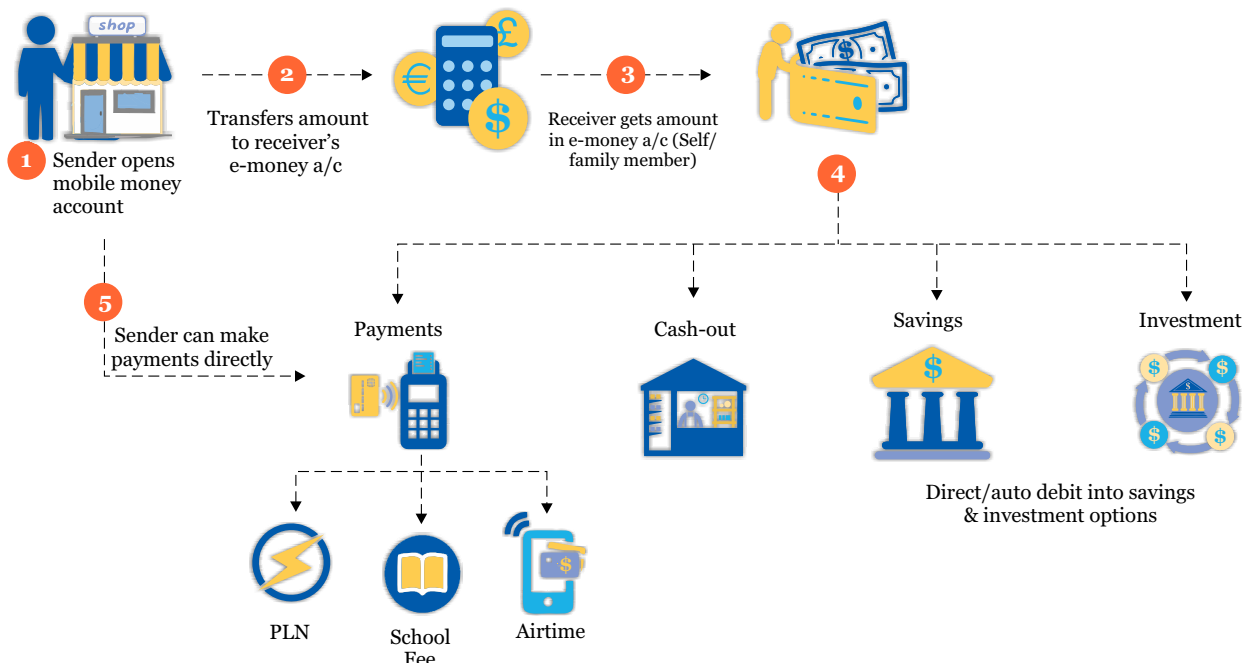 shop
1
Sender opens
mobile money
account
2
Transfers amount
to receiver's
e-money a/c
£
€
$
3
Receiver gets amount
in e-money a/c (Self/
family member)
$
4
5
Sender can make
payments directly
Payments
Cash-out
Savings
$
Investment
$
$
$
$
$
Direct/auto debit into savings
& investment options
PLN
School
Fee
$
Airtime